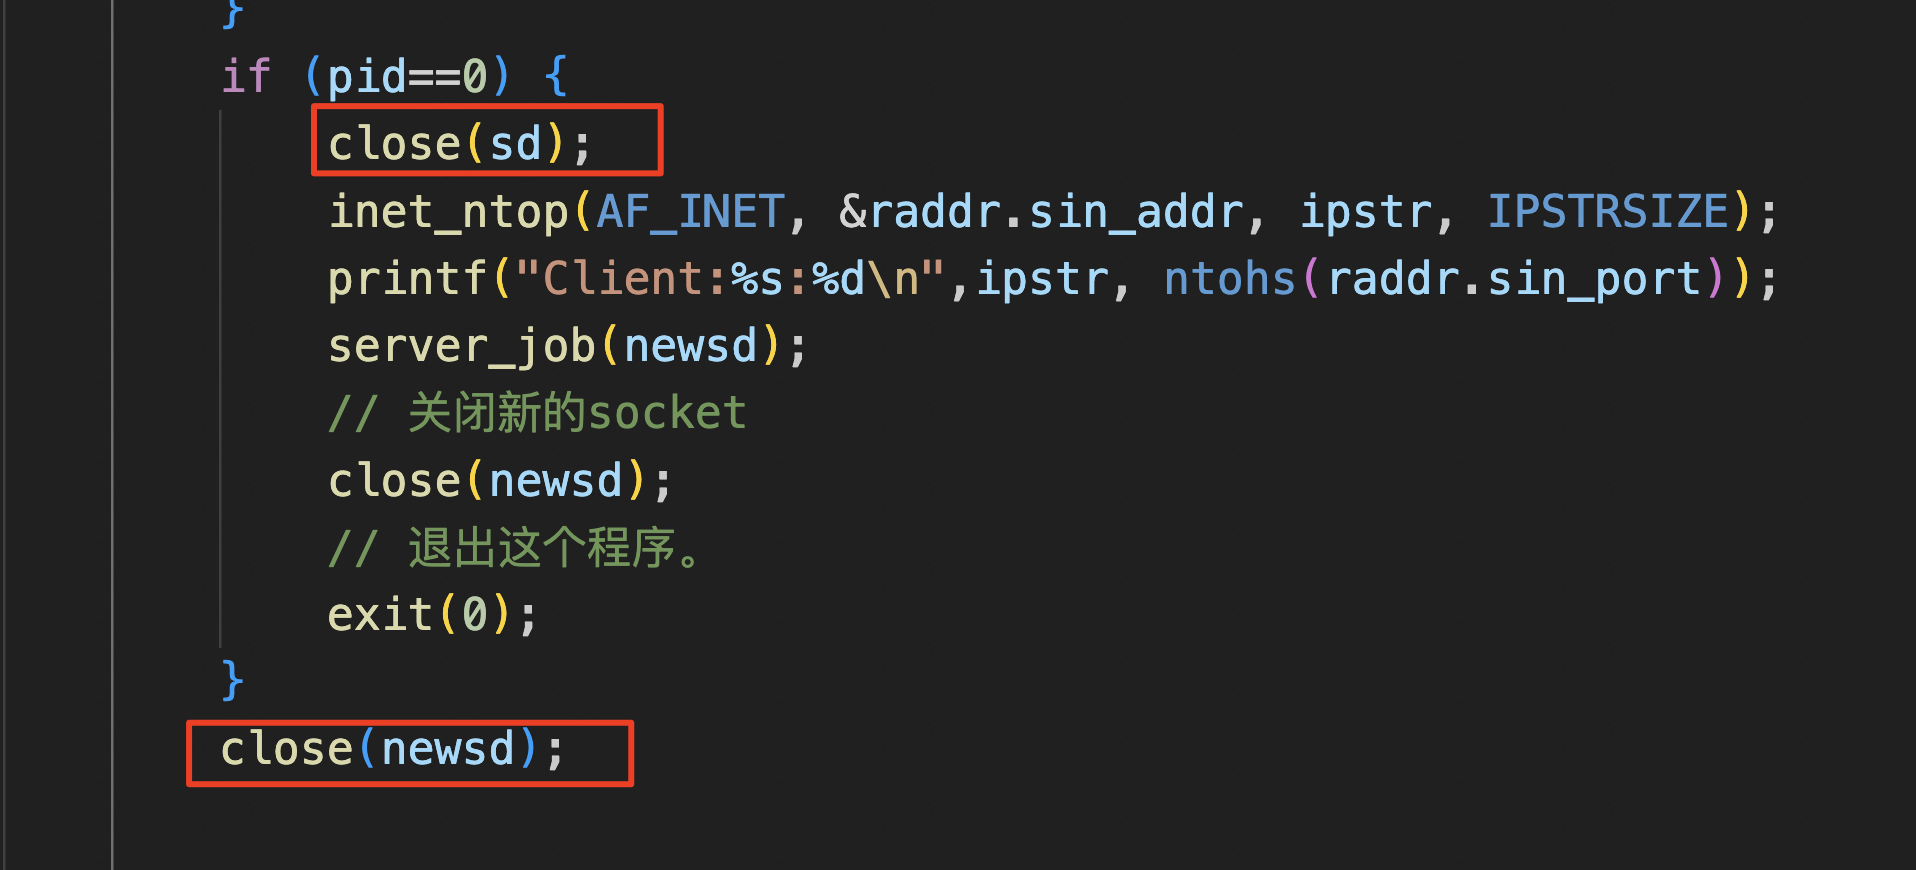 }
if (pid==0) {
close(sd);
inet_ntop(AF_INET, &raddr.sin_addr, ipstr, IPSTRSIZE);
printf("Client:%s:%d\n",ipstr, ntohs(raddr.sin_port));
server_job(newsd);
// 关闭新的socket
close(newsd);
// 退出这个程序。
exit(0);
}
close(newsd);